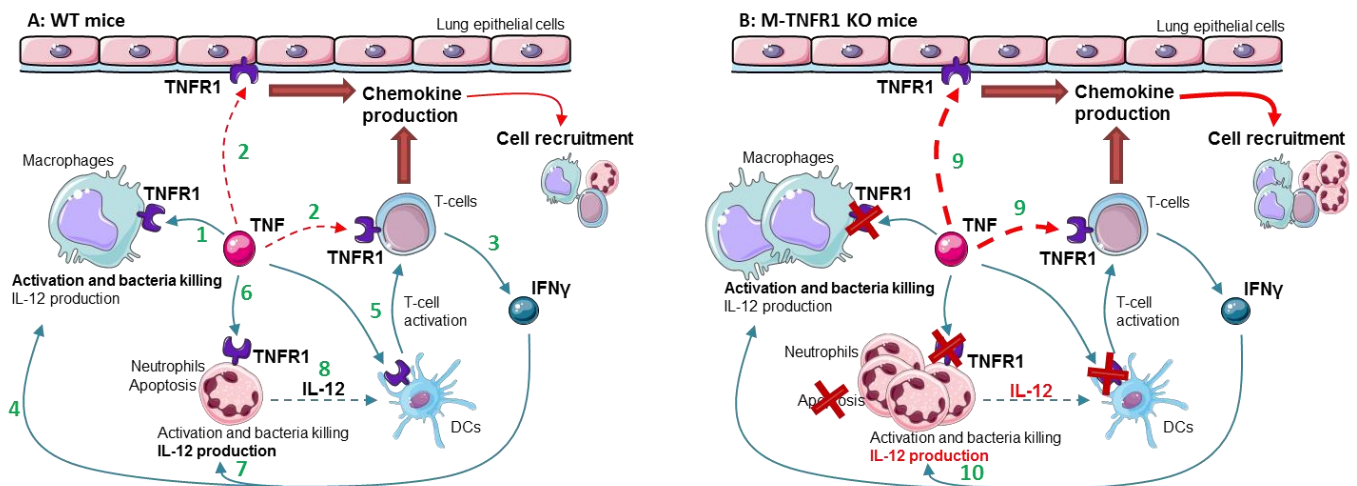 A: WT mice
Lung epithelial cells
TNFR1
Chemokine
production
Cell recruitment
2
Macrophages
TNFR1
1
TNF
2
TNFR1
T-cells
3
Activation and bacteria killing
IL-12 production
6
5
T-cell
activation
IFNγ
Neutrophils
Apoptosis
TNFR1
8
IL-12
DCs
4
Activation and bacteria killing
IL-12 production
7
B: M-TNFR1 KO mice
Lung epithelial cells
TNFR1
Chemokine
production
Cell recruitment
9
Macrophages
TNFR1
TNF
9
TNFR1
T-cells
Activation and bacteria killing
IL-12 production
T-cell
activation
IFNγ
Neutrophils
Apoptosis
TNFR1
IL-12
DCs
Activation and bacteria killing
IL-12 production
10